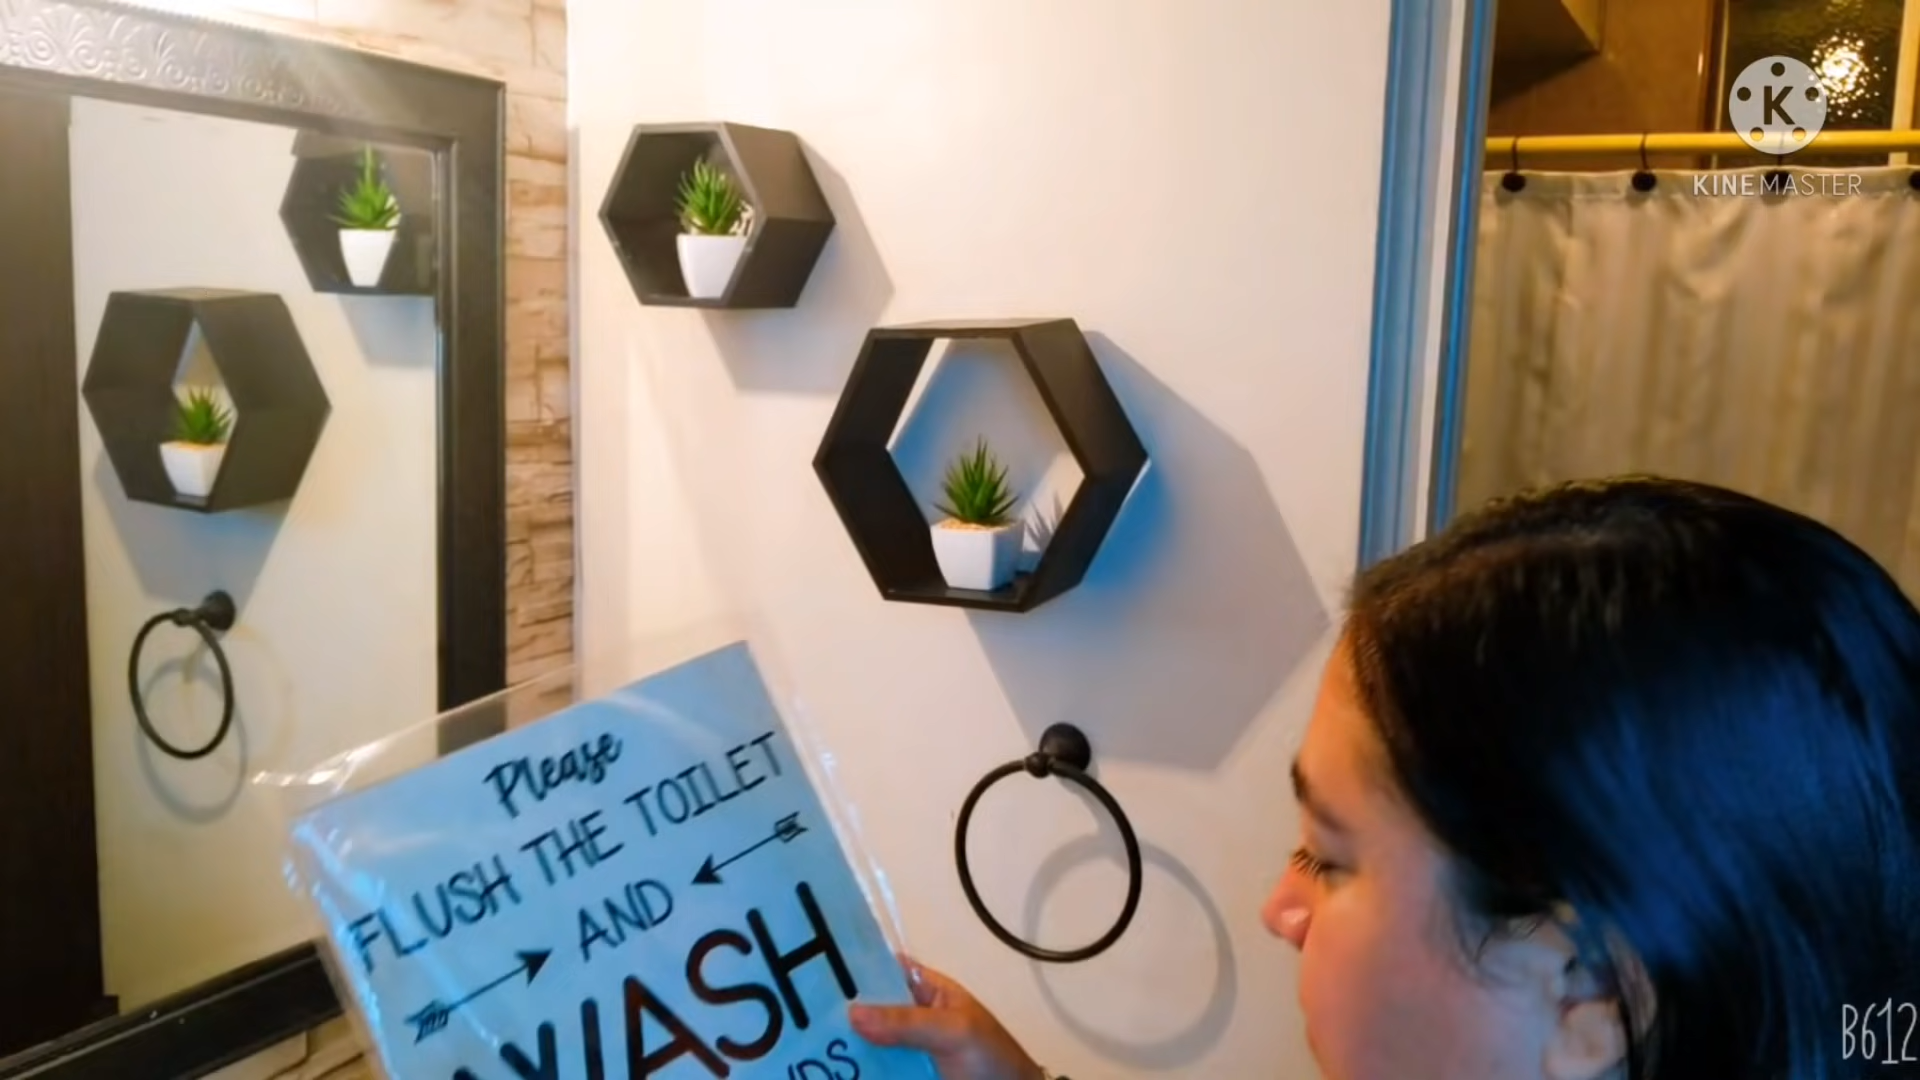 K
KINEMASTER
Please
FLUSH THE TOILET
AND
WASH
B612